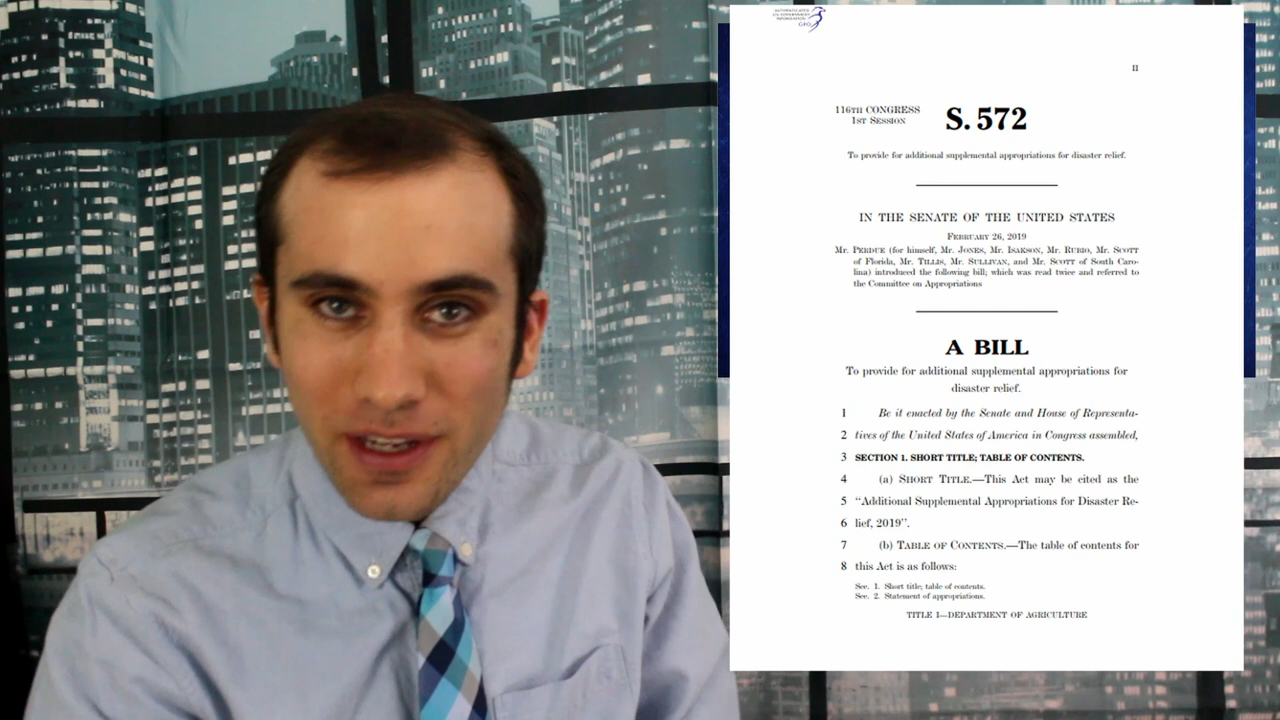 AUTHENTICATED
U.S. GOVERNMENT
INFORMATION
GPO
II
116TH CONGRESS
1ST SESSION
S. 572
To provide for additional supplemental appropriations for disaster relief.
IN THE SENATE OF THE UNITED STATES
FEBRUARY 26, 2019
Mr. PERDUE (for himself, Mr. JONES, Mr. ISAKSON, Mr. RUBIO, Mr. SCOTT
of Florida, Mr. TILLIS, Mr. SULLIVAN, and Mr. SCOTT of South Caro-
lina) introduced the following bill; which was read twice and referred to
the Committee on Appropriations
A BILL
To provide for additional supplemental appropriations for
disaster relief.
1 Be it enacted by the Senate and House of Representa-
2 tives of the United States of America in Congress assembled,
3 SECTION 1. SHORT TITLE; TABLE OF CONTENTS.
4 (a) SHORT TITLE.—This Act may be cited as the
5 “Additional Supplemental Appropriations for Disaster Re-
6 lief, 2019”.
7 (b) TABLE OF CONTENTS.—The table of contents for
8 this Act is as follows:
Sec. 1. Short title; table of contents.
Sec. 2. Statement of appropriations.
TITLE I—DEPARTMENT OF AGRICULTURE